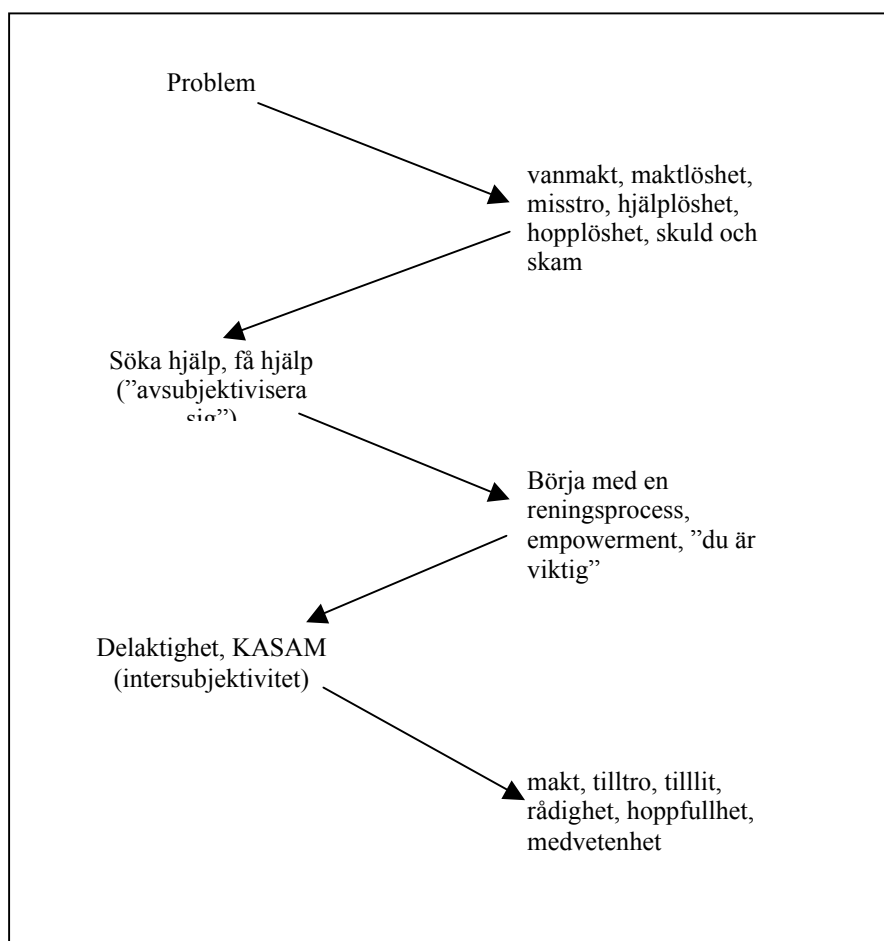 Problem
vanmakt, maktlöshet,
misstro, hjälplöshet,
hopplöshet, skuld och
skam
Söka hjälp, få hjälp
(”avsubjektivisera
sig”)
Börja med en
reningsprocess,
empowerment, ”du är
viktig”
Delaktighet, KASAM
(intersubjektivitet)
makt, tilltro, tilllit,
rådighet, hoppfullhet,
medvetenhet